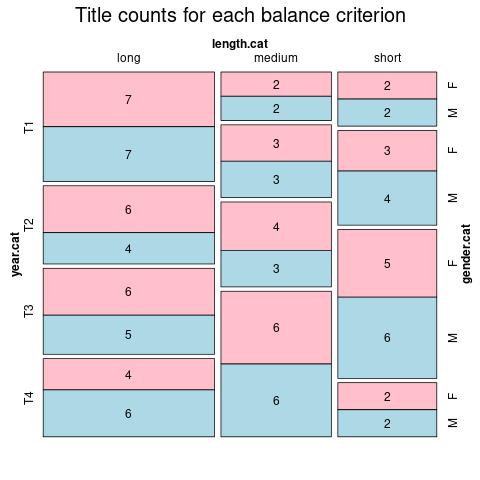 Title counts for each balance criterion
length.cat
long medium short
year.cat
gender.cat
T1
7 2 2 F
7 2 2 M
T2
6 3 3 F
4 3 4 M
T3
6 4 5 F
5 3 6 M
T4
4 6 2 F
6 6 2 M